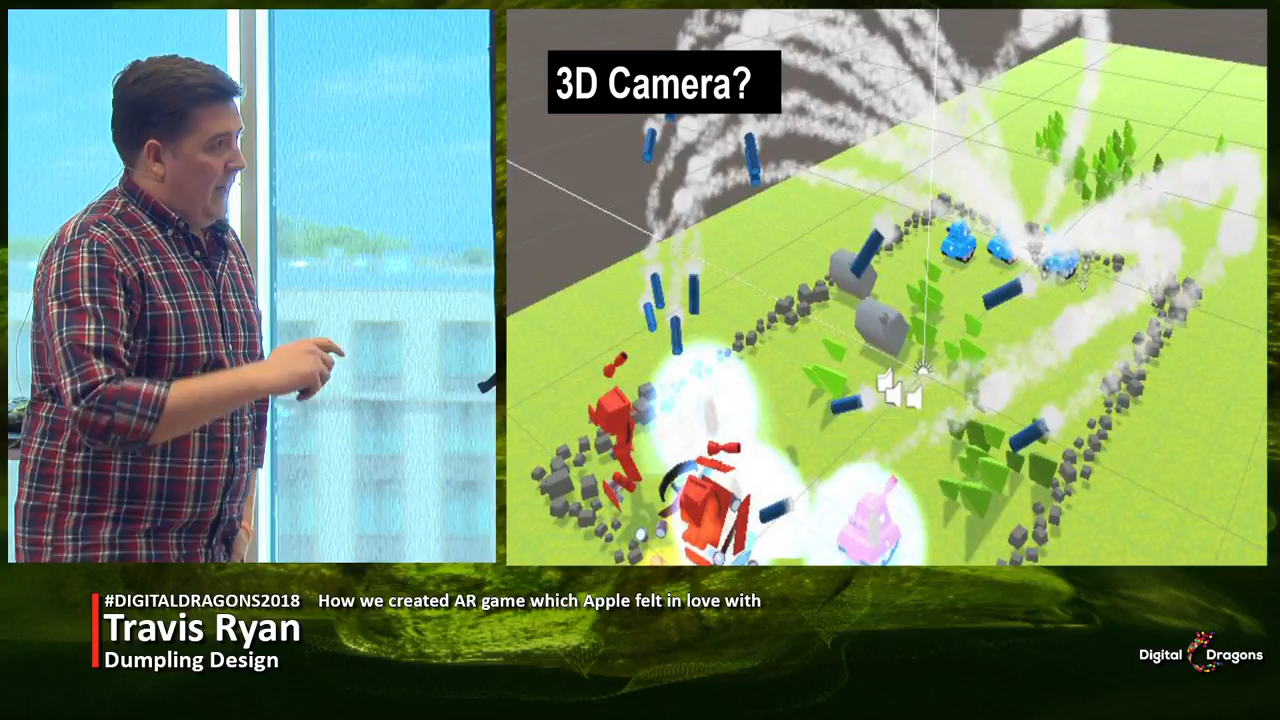 3D Camera?
#DIGITALDRAGONS2018 How we created AR game which Apple felt in love with
Travis Ryan
Dumpling Design
Digital Dragons